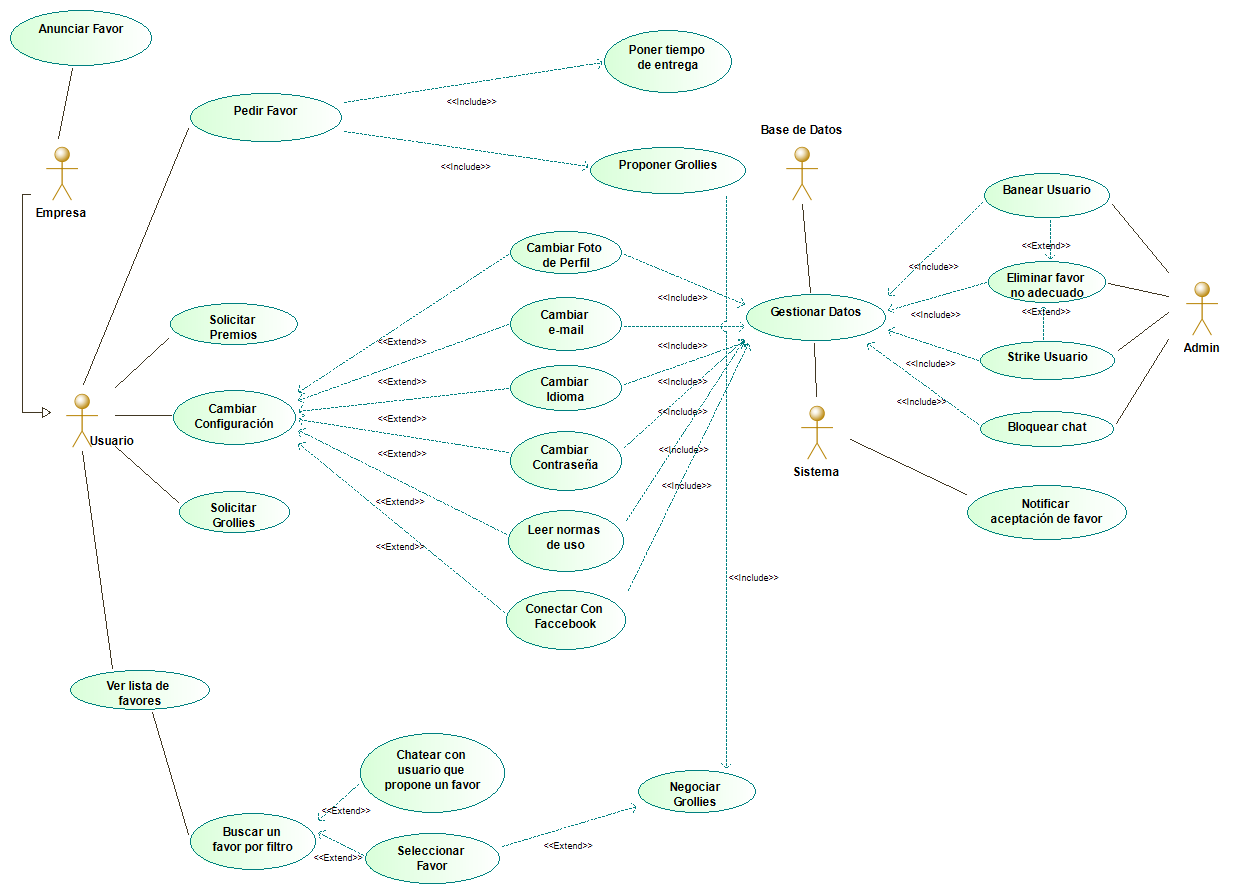 Anunciar Favor
Poner tiempo
de entrega
Pedir Favor
<<Include>>
Base de Datos
<<Include>>
Proponer Grollies
Empresa
Banear Usuario
Cambiar Foto
de Perfil
<<Extend>>
<<Include>>
Eliminar favor
no adecuado
<<Include>>
Gestionar Datos
<<Include>>
<<Extend>>
Solicitar
Premios
Cambiar
e-mail
<<Extend>>
<<Include>>
Strike Usuario
Admin
<<Include>>
<<Extend>>
Cambiar
Idioma
<<Include>>
<<Include>>
Cambiar
Configuración
<<Extend>>
<<Include>>
Bloquear chat
Usuario
<<Extend>>
Cambiar
Contraseña
<<Include>>
Sistema
<<Include>>
Solicitar
Grollies
<<Extend>>
Notificar
aceptación de favor
Leer normas
de uso
<<Extend>>
<<Include>>
Conectar Con
Faccebook
Ver lista de
favores
Chatear con
usuario que
propone un favor
Negociar
Grollies
<<Extend>>
Buscar un
favor por filtro
<<Extend>>
<<Extend>>
Seleccionar
Favor